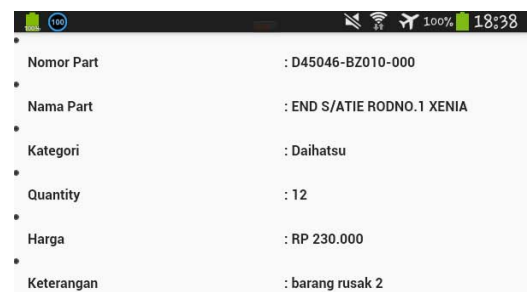 100% 100 100% 18:38
Nomor Part : D45046-BZ010-000
Nama Part : END S/ATIE RODNO.1 XENIA
Kategori : Daihatsu
Quantity : 12
Harga : RP 230.000
Keterangan : barang rusak 2